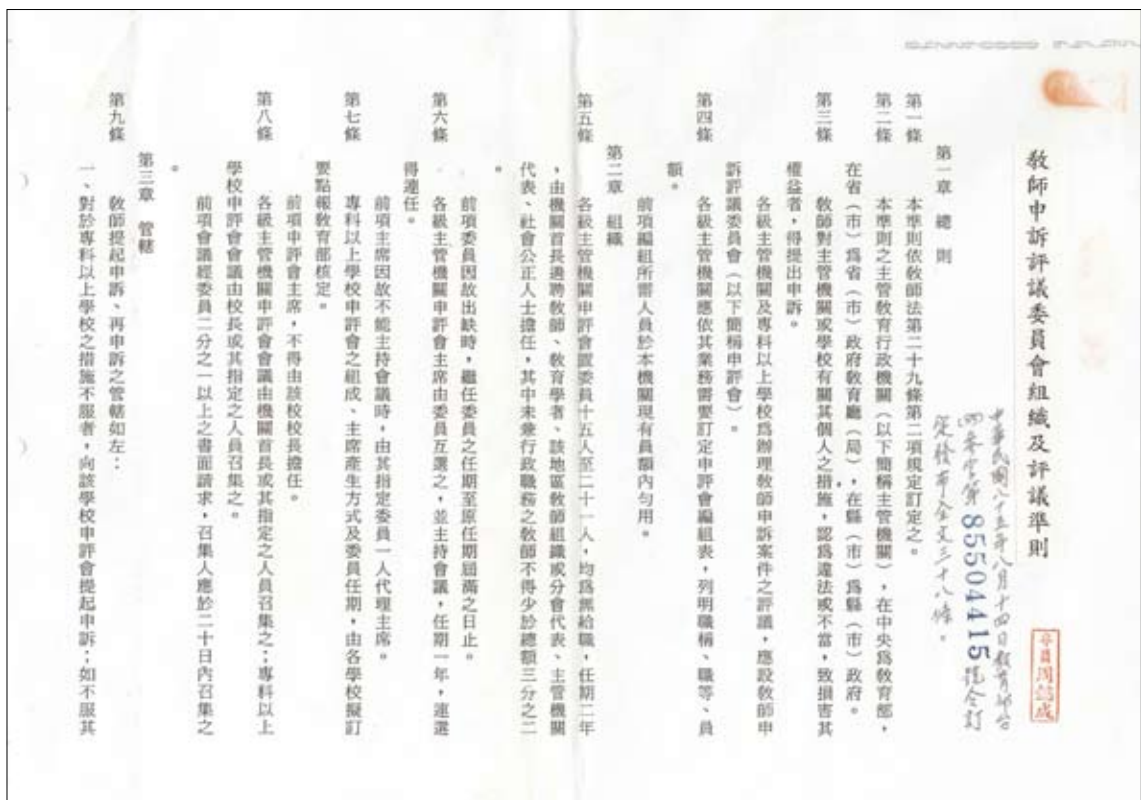 教師申訴評議委員會組織及評議準則
中華民國八十五年八月十四日教育部台
(85)參字第 85504415 號令訂
定發布全文三十八條。
專員周懿成
第一章　總　則
第一條　本準則依教師法第二十九條第二項規定訂定之。
第二條　本準則之主管教育行政機關（以下簡稱主管機關），在中央為教育部，
在省（市）為省（市）政府教育廳（局），在縣（市）為縣（市）政府。
第三條　教師對主管機關或學校有關其個人之措施，認為違法或不當，致損害其
權益者，得提出申訴。
第四條　各級主管機關及專科以上學校為辦理教師申訴案件之評議，應設教師申
訴評議委員會（以下簡稱申評會）。
各級主管機關應依其業務需要訂定申評會編組表，列明職稱、職等、員
額。
前項編組所需人員於本機關現有員額內勻用。
第二章　組織
第五條　各級主管機關申評會置委員十五人至二十一人，均為無給職，任期二年
，由機關首長遴聘教師、教育學者、該地區教師組織或分會代表、主管機關
代表、社會公正人士擔任，其中未兼行政職務之教師不得少於總額三分之二
。
前項委員因故出缺時，繼任委員之任期至原任期屆滿之日止。
第六條　各級主管機關申評會主席由委員互選之，並主持會議，任期一年，連選
得連任。
前項主席因故不能主持會議時，由其指定委員一人代理主席。
第七條　專科以上學校申評會之組成、主席產生方式及委員任期，由各學校擬訂
要點報教育部核定。
前項申評會主席，不得由該校校長擔任。
第八條　各級主管機關申評會會議由機關首長或其指定之人員召集之；專科以上
學校申評會會議由校長或其指定之人員召集之。
前項會議經委員二分之一以上之書面請求，召集人應於二十日內召集之
。
第三章　管轄
第九條　教師提起申訴、再申訴之管轄如左：
一、對於專科以上學校之措施不服者，向該學校申評會提起申訴；如不服其